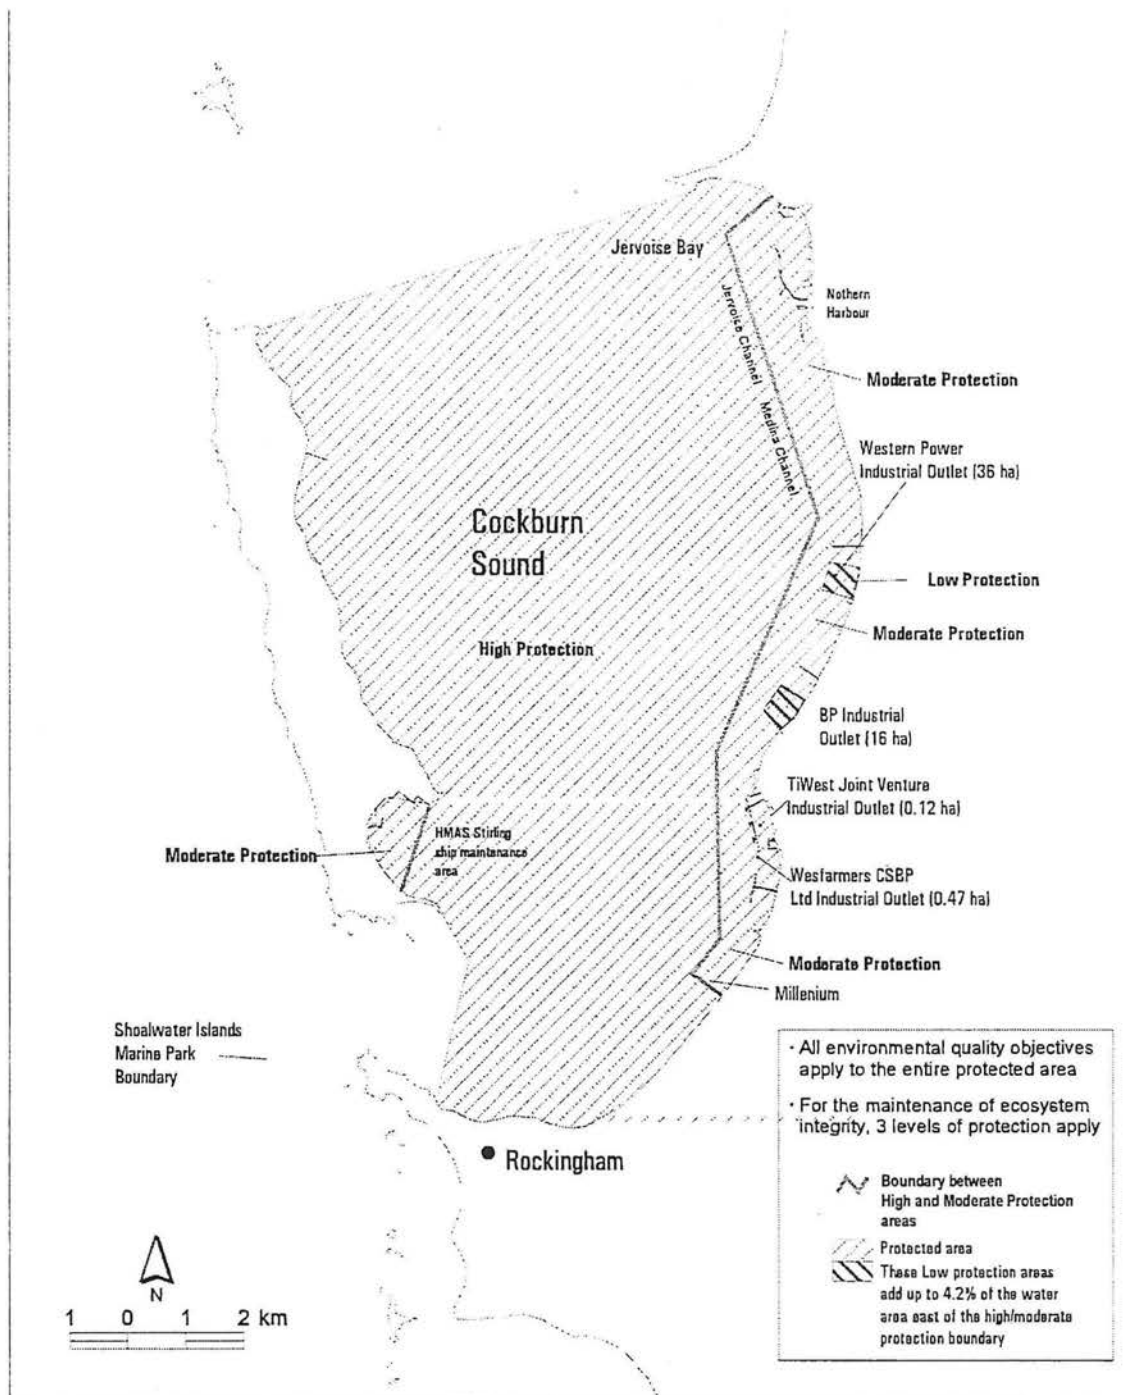 Jervoise Bay
Jervoise Channel
Medina Channel
Nothern
Harbour
Moderate Protection
Western Power
Industrial Outlet (36 ha)
Cockburn
Sound
Low Protection
Moderate Protection
High Protection
BP Industrial
Outlet (16 ha)
TiWest Joint Venture
Industrial Outlet (0.12 ha)
HMAS Stirling
ship maintenance
area
Moderate Protection
Wesfarmers CSBP
Ltd Industrial Outlet (0.47 ha)
Moderate Protection
Millenium
Shoalwater Islands
Marine Park
Boundary
Rockingham
· All environmental quality objectives
apply to the entire protected area
· For the maintenance of ecosystem
integrity, 3 levels of protection apply
Boundary between
High and Moderate Protection
areas
Protected area
These Low protection areas
add up to 4.2% of the water
area east of the high/moderate
protection boundary
N
1 0 1 2 km